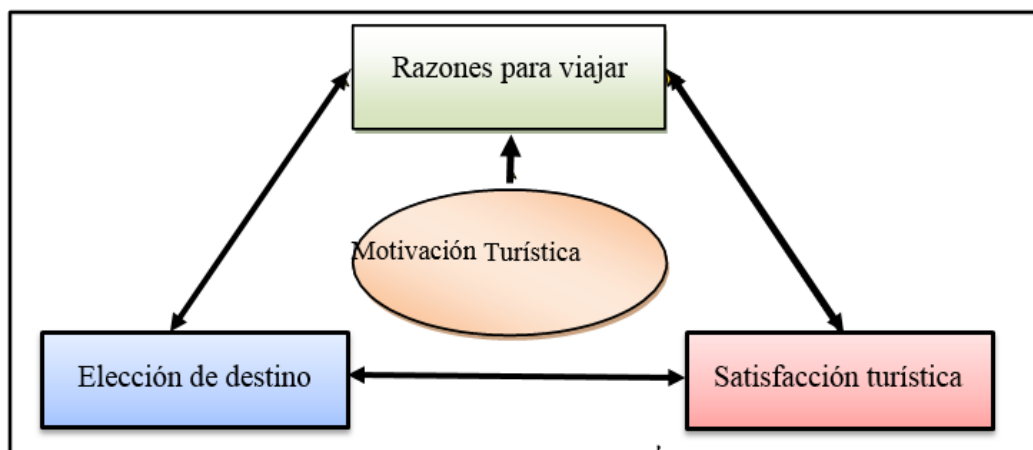 Razones para viajar
Motivación Turística
Elección de destino
Satisfacción turística